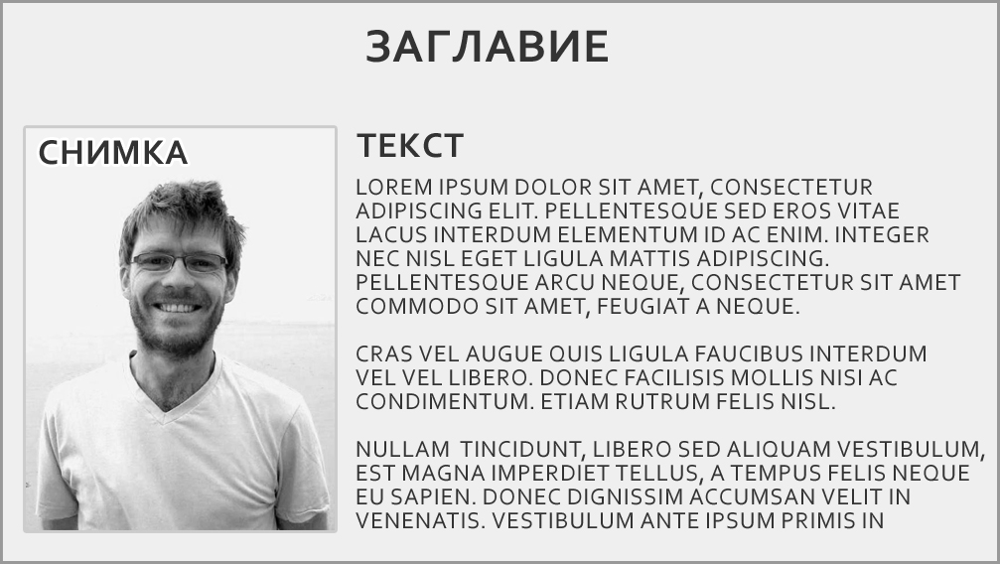 ЗАГЛАВИЕ
СНИМКА
ТЕКСТ
LOREM IPSUM DOLOR SIT AMET, CONSECTETUR
ADIPISCING ELIT. PELLENTESQUE SED EROS VITAE
LACUS INTERDUM ELEMENTUM ID AC ENIM. INTEGER
NEC NISL EGET LIGULA MATTIS ADIPISCING.
PELLENTESQUE ARCU NEQUE, CONSECTETUR SIT AMET
COMMODO SIT AMET, FEUGIAT A NEQUE.
CRAS VEL AUGUE QUIS LIGULA FAUCIBUS INTERDUM
VEL VEL LIBERO. DONEC FACILISIS MOLLIS NISI AC
CONDIMENTUM. ETIAM RUTRUM FELIS NISL.
NULLAM TINCIDUNT, LIBERO SED ALIQUAM VESTIBULUM,
EST MAGNA IMPERDIET TELLUS, A TEMPUS FELIS NEQUE
EU SAPIEN. DONEC DIGNISSIM ACCUMSAN VELIT IN
VENENATIS. VESTIBULUM ANTE IPSUM PRIMIS IN